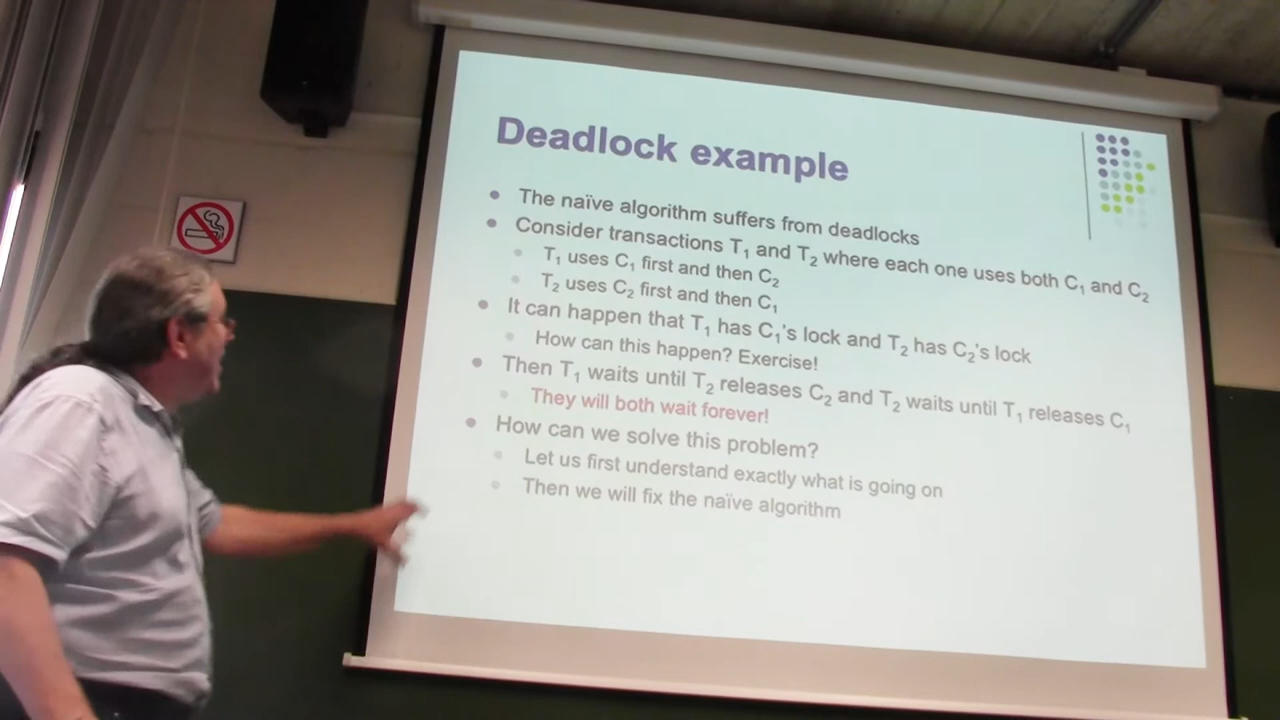 Deadlock example
The naïve algorithm suffers from deadlocks
Consider transactions T₁ and T₂ where each one uses both C₁ and C₂
T₁ uses C₁ first and then C₂
T₂ uses C₂ first and then C₁
It can happen that T₁ has C₁'s lock and T₂ has C₂'s lock
How can this happen? Exercise!
Then T₁ waits until T₂ releases C₂ and T₂ waits until T₁ releases C₁
They will both wait forever!
How can we solve this problem?
Let us first understand exactly what is going on
Then we will fix the naïve algorithm